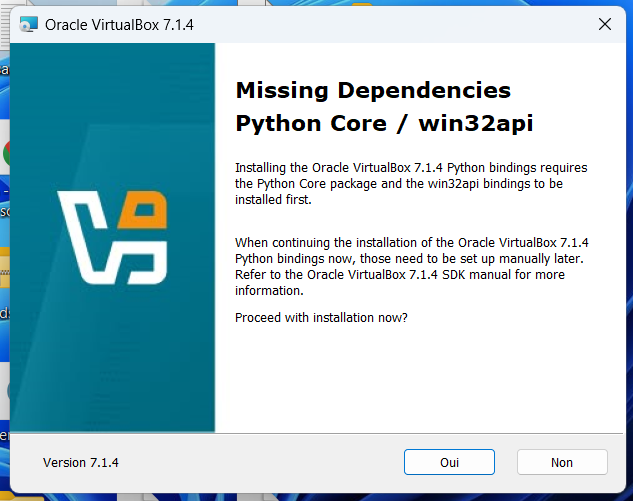 Oracle VirtualBox 7.1.4
Missing Dependencies
Python Core / win32api
Installing the Oracle VirtualBox 7.1.4 Python bindings requires
the Python Core package and the win32api bindings to be
installed first.
When continuing the installation of the Oracle VirtualBox 7.1.4
Python bindings now, those need to be set up manually later.
Refer to the Oracle VirtualBox 7.1.4 SDK manual for more
information.
Proceed with installation now?
Version 7.1.4
Oui
Non